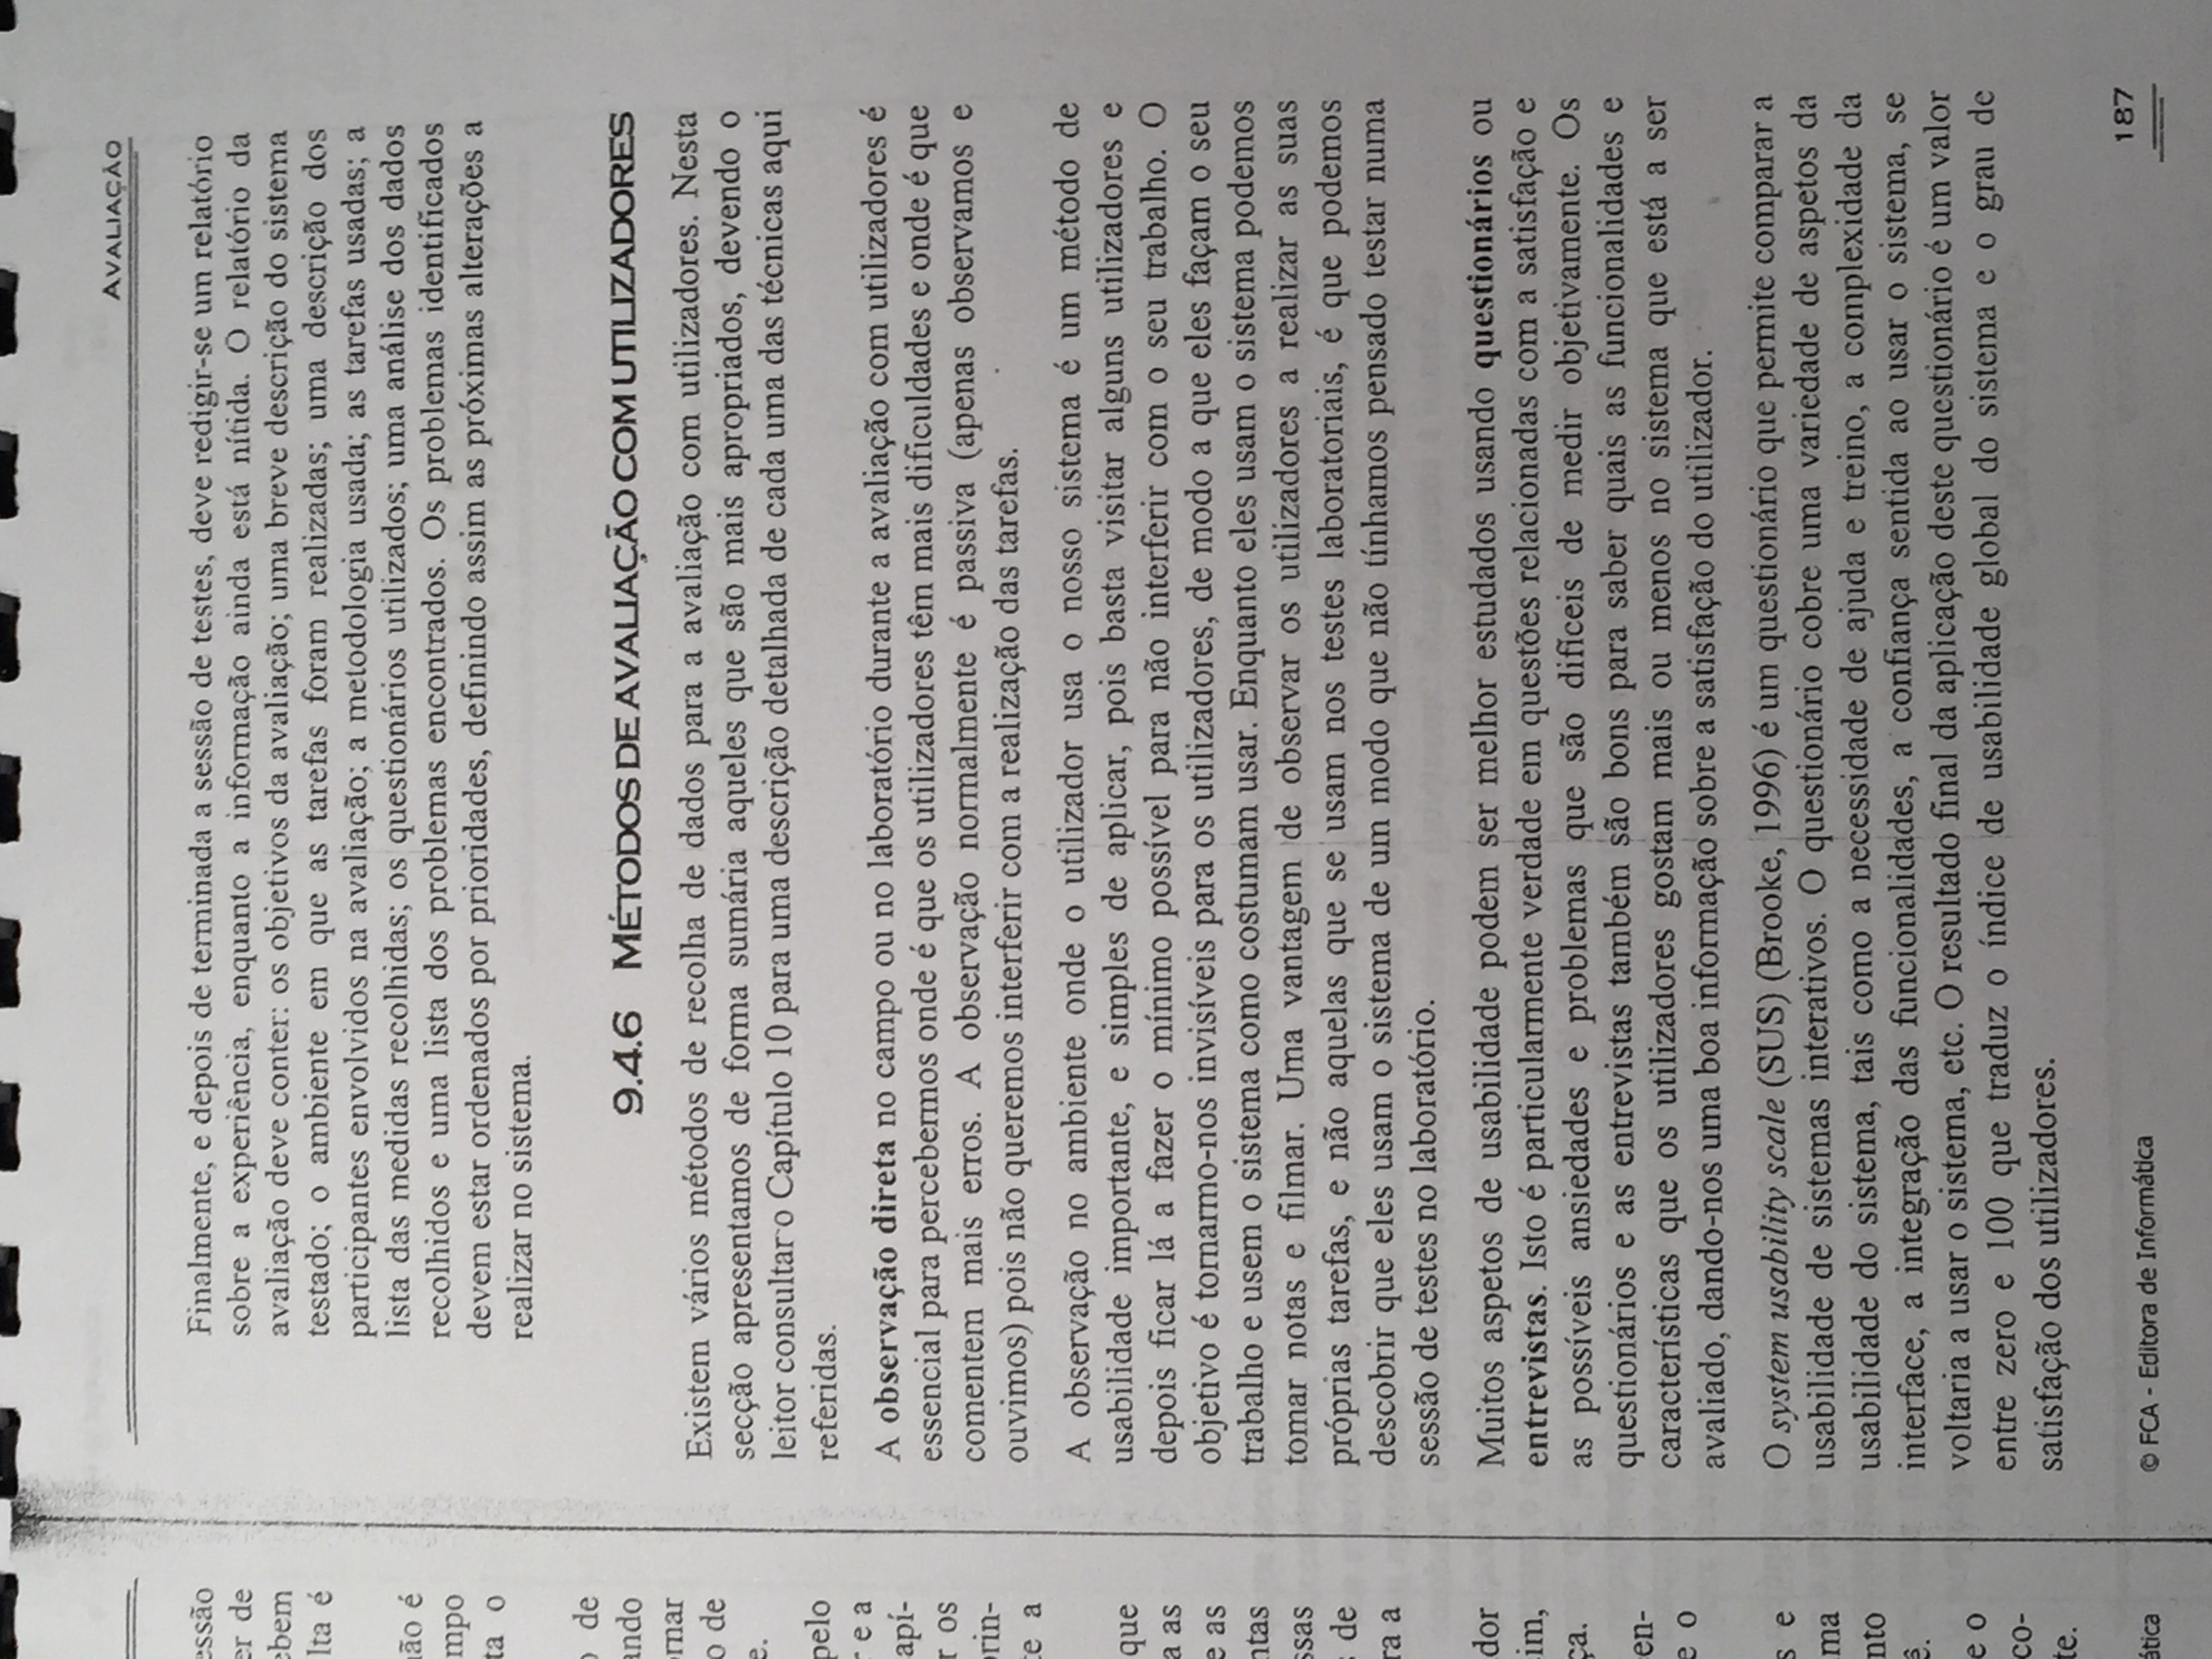 AVALIAÇÃO
Finalmente, e depois de terminada a sessão de testes, deve redigir-se um relatório
sobre a experiência, enquanto a informação ainda está nítida. O relatório da
avaliação deve conter: os objetivos da avaliação; uma breve descrição do sistema
testado; o ambiente em que as tarefas foram realizadas; uma descrição dos
participantes envolvidos na avaliação; a metodologia usada; as tarefas usadas; a
lista das medidas recolhidas; os questionários utilizados; uma análise dos dados
recolhidos e uma lista dos problemas encontrados. Os problemas identificados
devem estar ordenados por prioridades, definindo assim as próximas alterações a
realizar no sistema.
9.4.6 MÉTODOS DE AVALIAÇÃO COM UTILIZADORES
Existem vários métodos de recolha de dados para a avaliação com utilizadores. Nesta
secção apresentamos de forma sumária aqueles que são mais apropriados, devendo o
leitor consultar o Capítulo 10 para uma descrição detalhada de cada uma das técnicas aqui
referidas.
A observação direta no campo ou no laboratório durante a avaliação com utilizadores é
essencial para percebermos onde é que os utilizadores têm mais dificuldades e onde é que
comentem mais erros. A observação normalmente é passiva (apenas observamos e
ouvimos) pois não queremos interferir com a realização das tarefas.
A observação no ambiente onde o utilizador usa o nosso sistema é um método de
usabilidade importante, e simples de aplicar, pois basta visitar alguns utilizadores e
depois ficar lá a fazer o mínimo possível para não interferir com o seu trabalho. O
objetivo é tornarmo-nos invisíveis para os utilizadores, de modo a que eles façam o seu
trabalho e usem o sistema como costumam usar. Enquanto eles usam o sistema podemos
tomar notas e filmar. Uma vantagem de observar os utilizadores a realizar as suas
próprias tarefas, e não aquelas que se usam nos testes laboratoriais, é que podemos
descobrir que eles usam o sistema de um modo que não tínhamos pensado testar numa
sessão de testes no laboratório.
Muitos aspetos de usabilidade podem ser melhor estudados usando questionários ou
entrevistas. Isto é particularmente verdade em questões relacionadas com a satisfação e
as possíveis ansiedades e problemas que são difíceis de medir objetivamente. Os
questionários e as entrevistas também são bons para saber quais as funcionalidades e
características que os utilizadores gostam mais ou menos no sistema que está a ser
avaliado, dando-nos uma boa informação sobre a satisfação do utilizador.
O system usability scale (SUS) (Brooke, 1996) é um questionário que permite comparar a
usabilidade de sistemas interativos. O questionário cobre uma variedade de aspetos da
usabilidade do sistema, tais como a necessidade de ajuda e treino, a complexidade da
interface, a integração das funcionalidades, a confiança sentida ao usar o sistema, se
voltaria a usar o sistema, etc. O resultado final da aplicação deste questionário é um valor
entre zero e 100 que traduz o índice de usabilidade global do sistema e o grau de
satisfação dos utilizadores.
© FCA - Editora de Informática
187